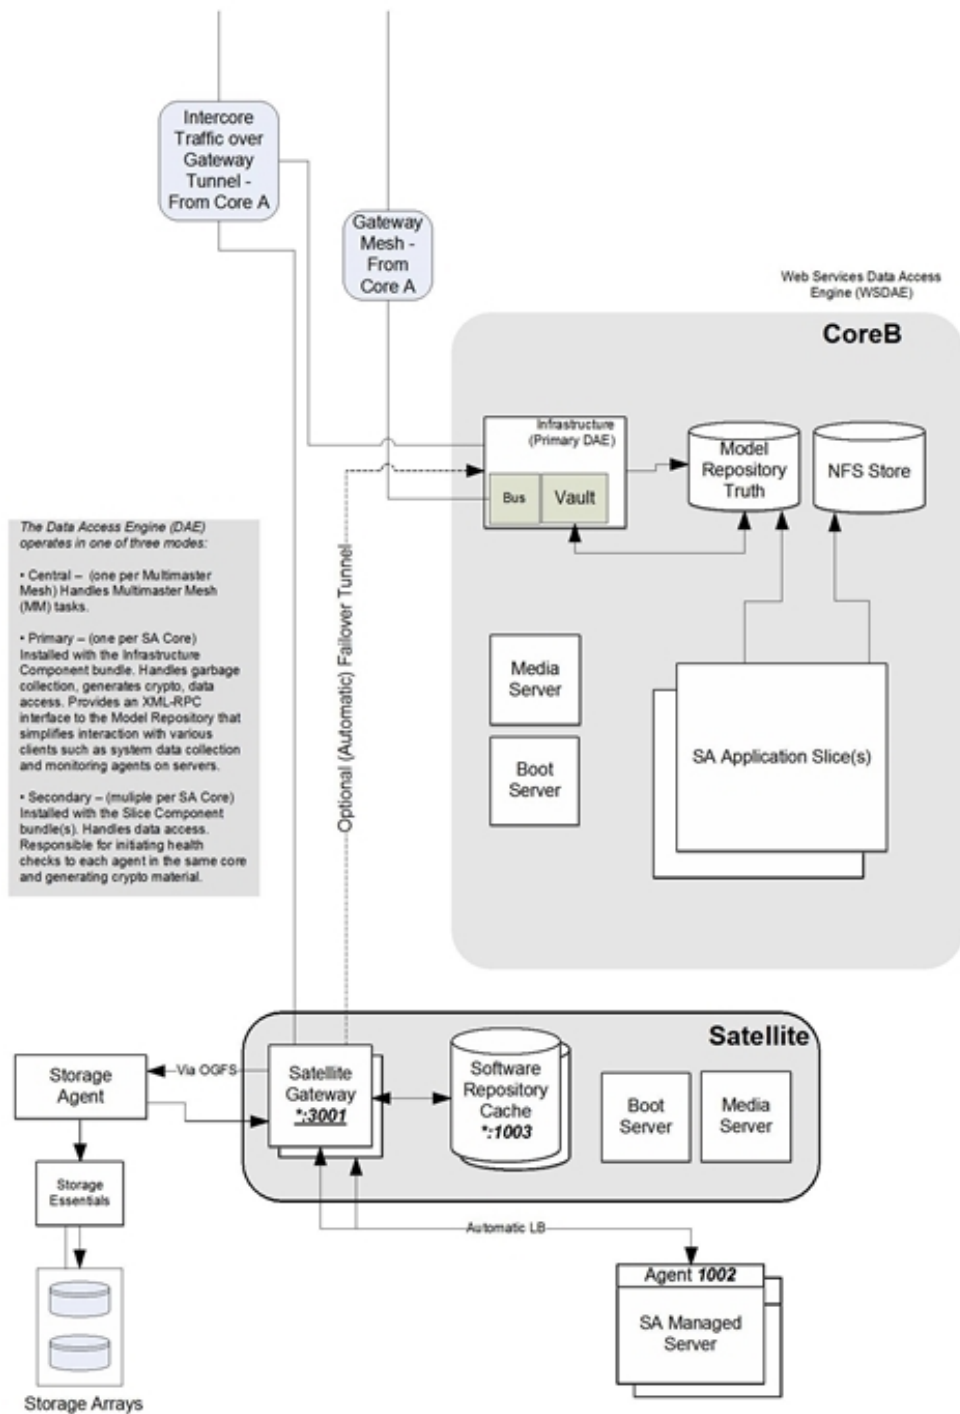 Intercore
Traffic over
Gateway
Tunnel -
From Core A
Gateway
Mesh -
From
Core A
Web Services Data Access
Engine (WSDAE)
CoreB
Infrastructure
(Primary DAE)
Bus
Vault
Model
Repository
Truth
NFS Store
The Data Access Engine (DAE)
operates in one of three modes:
• Central – (one per Multimaster
Mesh) Handles Multimaster Mesh
(MM) tasks.
• Primary – (one per SA Core)
Installed with the Infrastructure
Component bundle. Handles garbage
collection, generates crypto, data
access. Provides an XML-RPC
interface to the Model Repository that
simplifies interaction with various
clients such as system data collection
and monitoring agents on servers.
• Secondary – (muliple per SA Core)
Installed with the Slice Component
bundle(s). Handles data access.
Responsible for initiating health
checks to each agent in the same core
and generating crypto material.
Optional (Automatic) Failover Tunnel
Media
Server
Boot
Server
SA Application Slice(s)
Satellite
Storage
Agent
Via OGFS
Satellite
Gateway
*:3001
Software
Repository
Cache
*:1003
Boot
Server
Media
Server
Storage
Essentials
Automatic LB
Agent 1002
SA Managed
Server
Storage Arrays